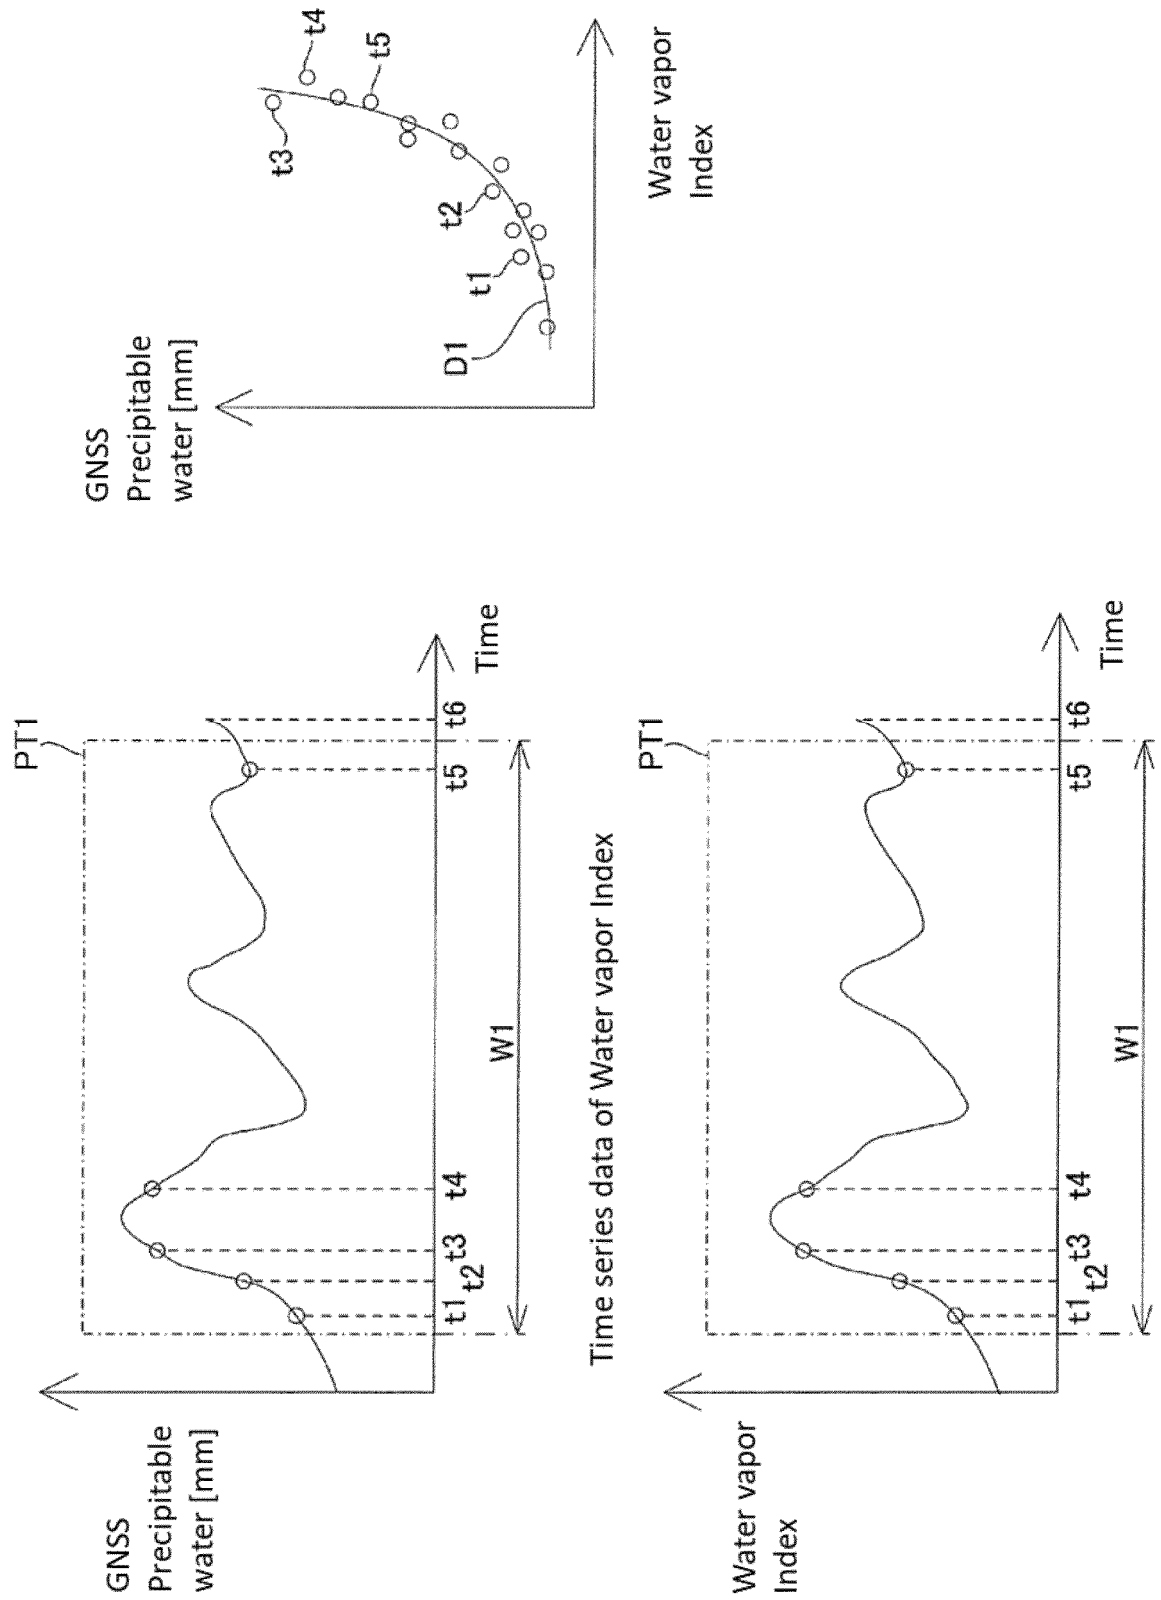 GNSS
Precipitable
water [mm]
PT1
t1
t2
t3
t4
t5
t6
Time
W1
Time series data of Water vapor Index
Water vapor
Index
PT1
t1
t2
t3
t4
t5
t6
Time
W1
GNSS
Precipitable
water [mm]
D1
t1
t2
t3
t4
t5
Water vapor
Index